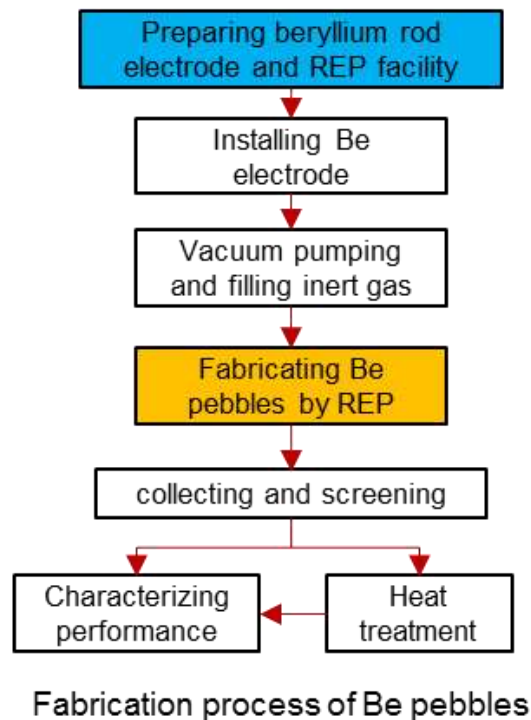 Preparing beryllium rod
electrode and REP facility
Installing Be
electrode
Vacuum pumping
and filling inert gas
Fabricating Be
pebbles by REP
collecting and screening
Characterizing
performance
Heat
treatment
Fabrication process of Be pebbles